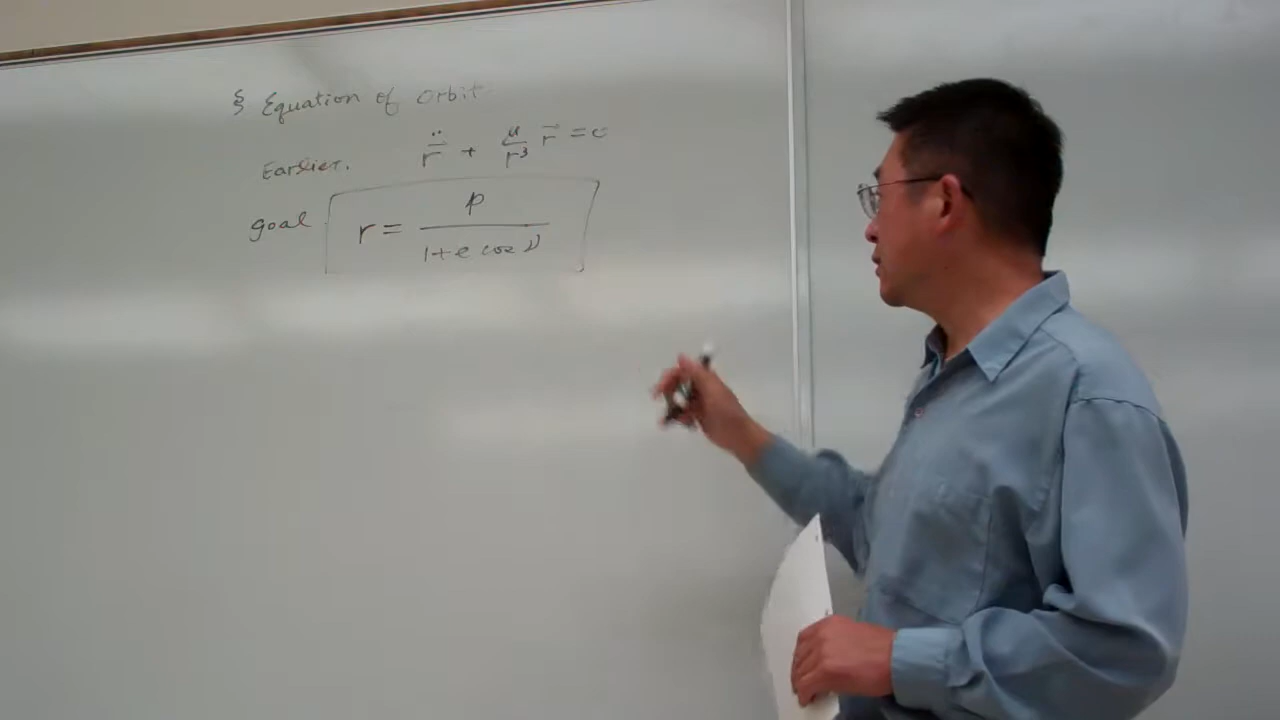 § Equation of orbit
Earlier. r̈ + μ/r³ r⃗ = 0
goal r = p / (1 + e cos ν)